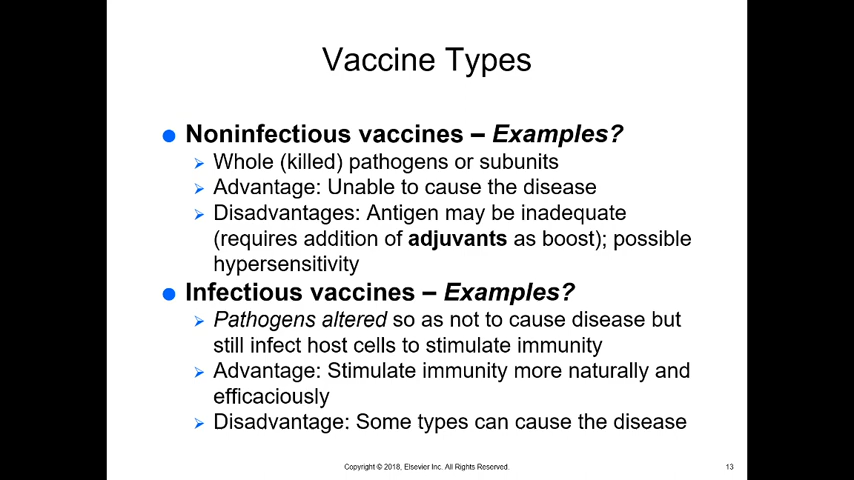 Vaccine Types
Noninfectious vaccines – Examples?
Whole (killed) pathogens or subunits
Advantage: Unable to cause the disease
Disadvantages: Antigen may be inadequate
(requires addition of adjuvants as boost); possible
hypersensitivity
Infectious vaccines – Examples?
Pathogens altered so as not to cause disease but
still infect host cells to stimulate immunity
Advantage: Stimulate immunity more naturally and
efficaciously
Disadvantage: Some types can cause the disease
Copyright © 2018, Elsevier Inc. All Rights Reserved.
13